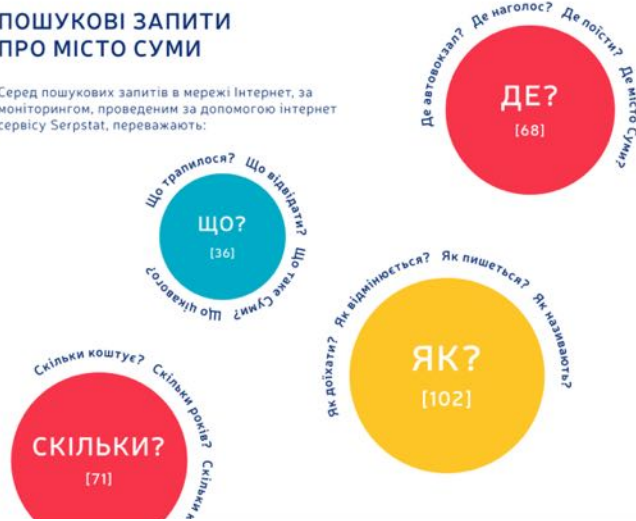 ПОШУКОВІ ЗАПИТИ
ПРО МІСТО СУМИ
Серед пошукових запитів в мережі Інтернет, за
моніторингом, проведеним за допомогою інтернет
сервісу Serpstat, переважають:
Де автовокзал? Де наголос? Де поїсти? Де місто Суми?
ДЕ?
[68]
Що трапилося? Що відвідати? Що таке Суми? Що цікавого?
ЩО?
[36]
Як доїхати? Як відмінюється? Як пишеться? Як називають?
ЯК?
[102]
Скільки коштує? Скільки років? Скільки
СКІЛЬКИ?
[71]